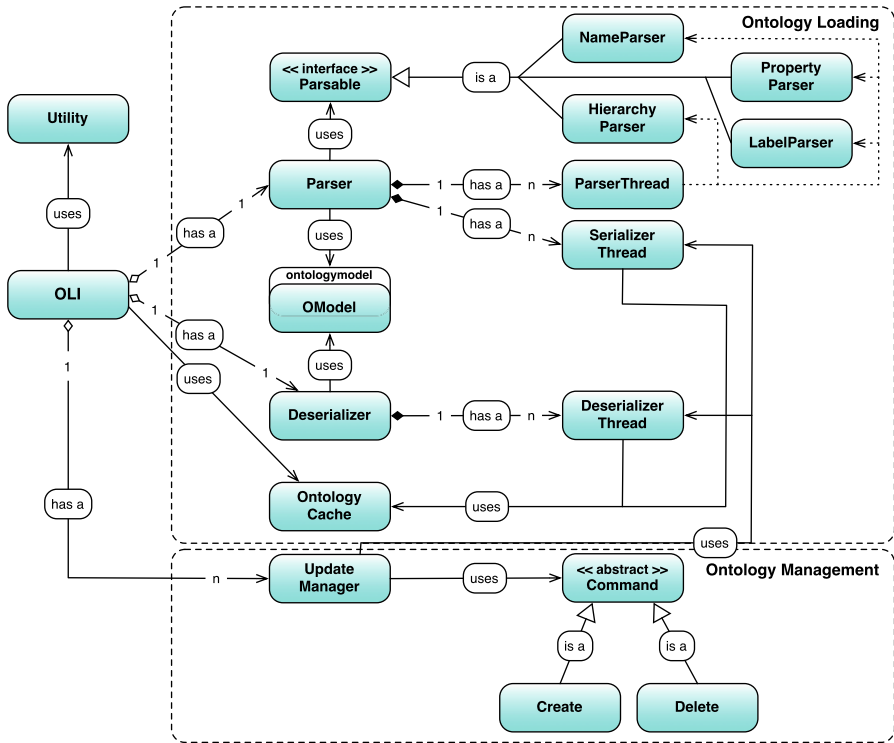 Ontology Loading
NameParser
<< interface >>
Parsable
is a
Property
Parser
Utility
Hierarchy
Parser
uses
LabelParser
Parser
1
has a
n
ParserThread
1
has a
uses
has a
n
Serializer
Thread
uses
1
ontologymodel
OModel
OLI
1
has a
uses
1
uses
1
Deserializer
1
has a
n
Deserializer
Thread
Ontology
Cache
uses
has a
uses
n
Update
Manager
uses
<< abstract >>
Command
Ontology Management
is a
is a
Create
Delete